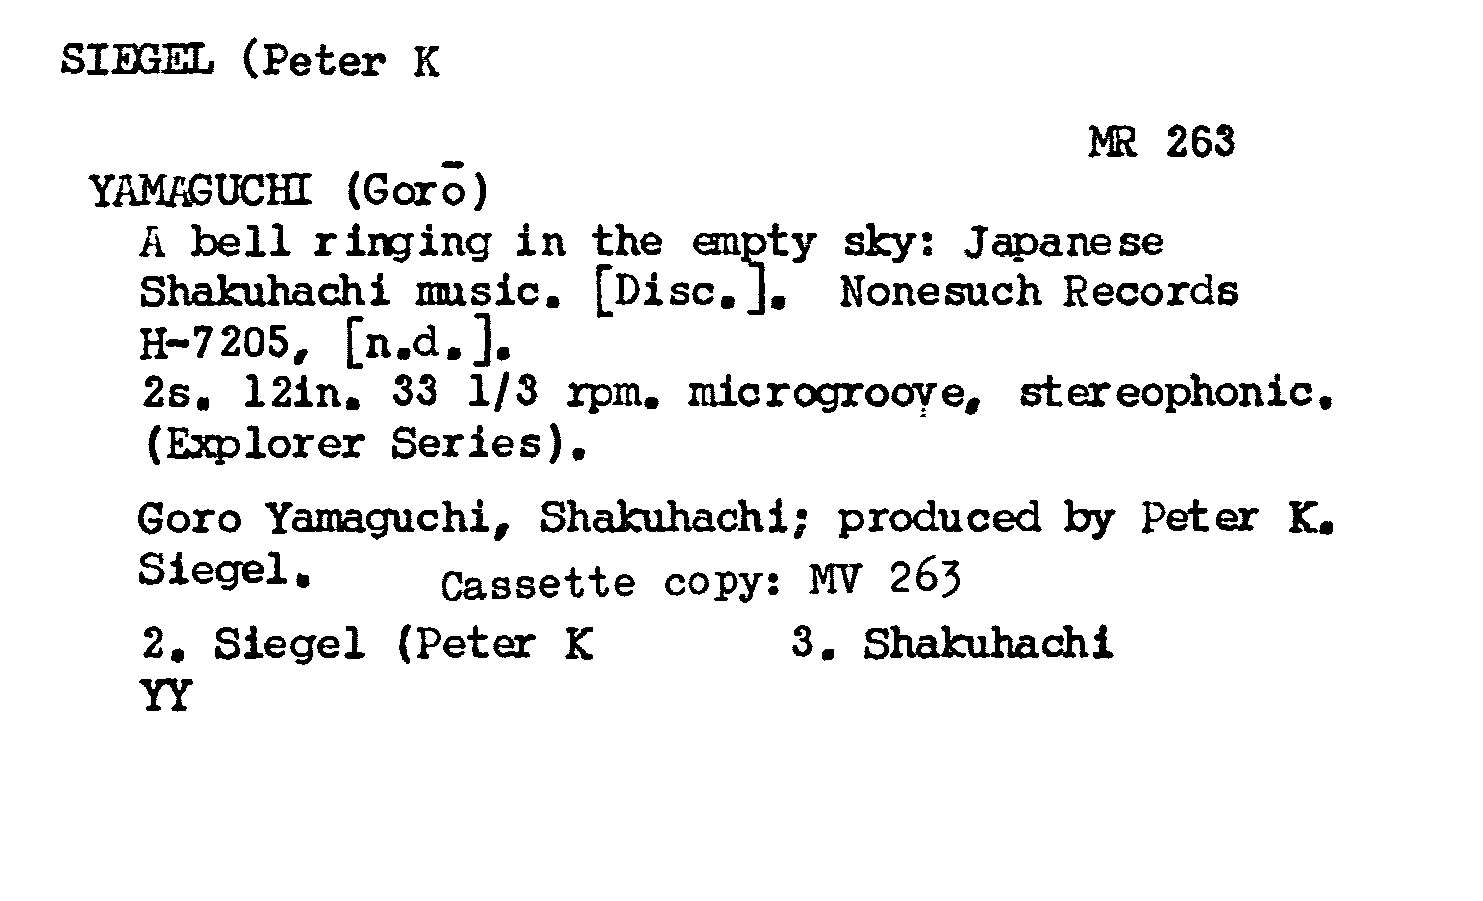 SIEGEL (Peter K
MR 263
YAMAGUCHI (Gorō)
A bell ringing in the empty sky: Japanese
Shakuhachi music. [Disc.]. Nonesuch Records
H-7205, [n.d.].
2s. 12in. 33 1/3 rpm. microgroove, stereophonic.
(Explorer Series).
Goro Yamaguchi, Shakuhachi; produced by Peter K.
Siegel. Cassette copy: MV 263
2. Siegel (Peter K 3. Shakuhachi
YY